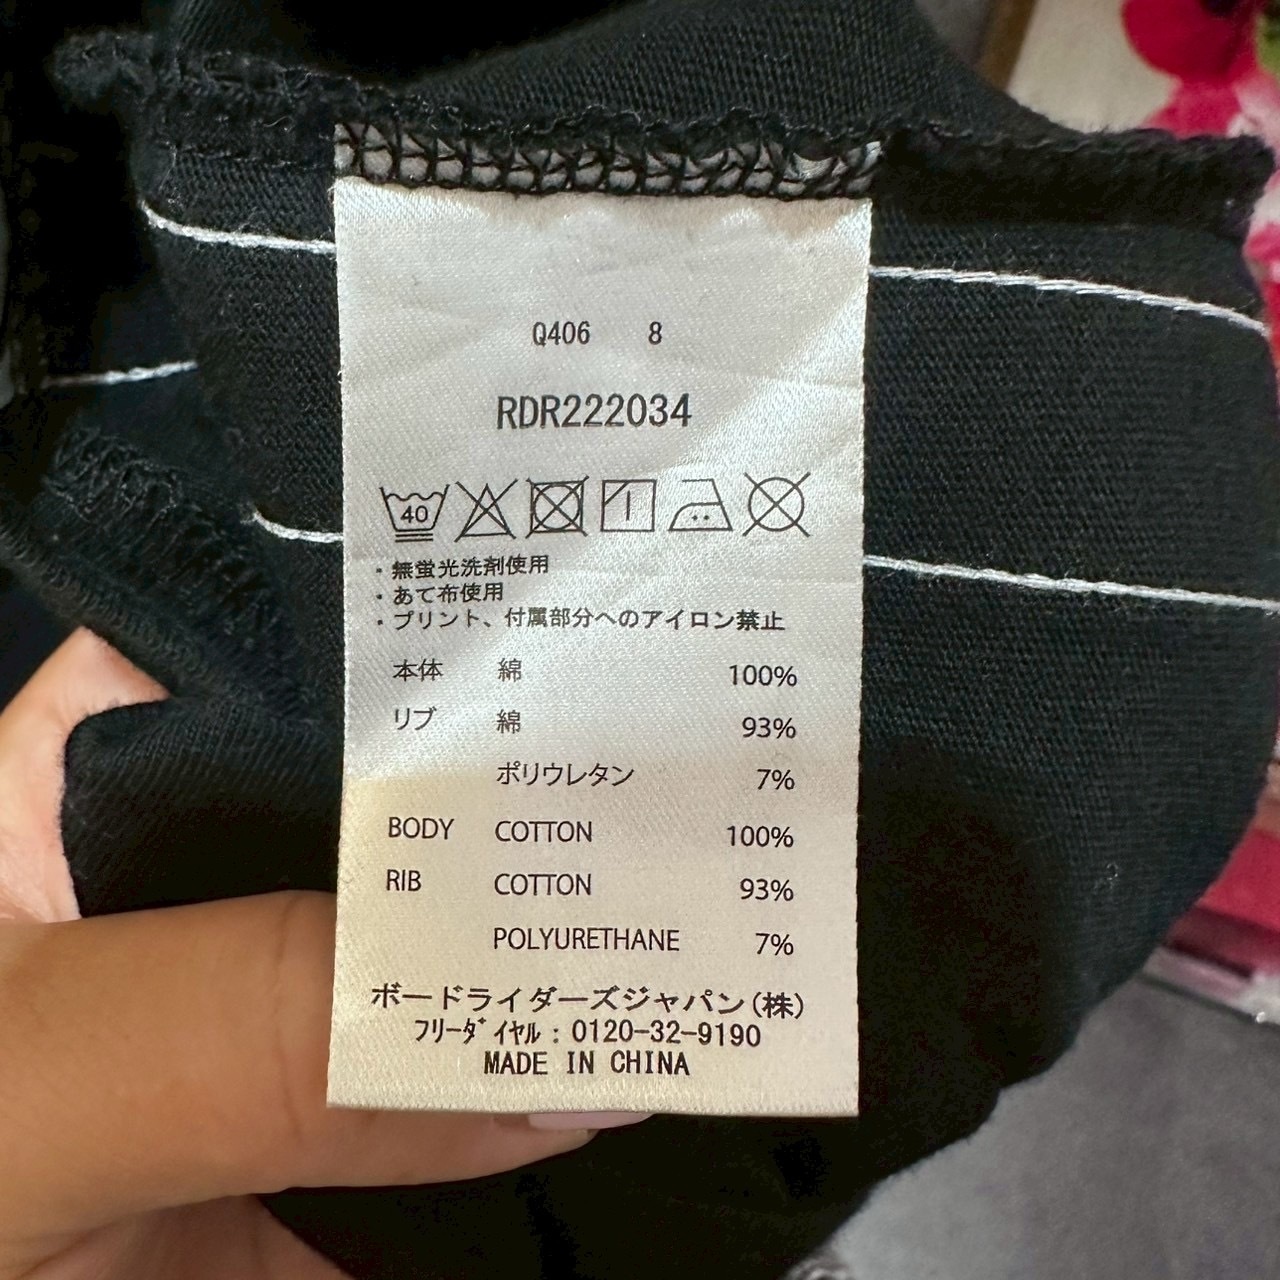 Q406 8
RDR222034
40
・無蛍光洗剤使用
・あて布使用
・プリント、付属部分へのアイロン禁止
本体 綿 100%
リブ 綿 93%
ポリウレタン 7%
BODY COTTON 100%
RIB COTTON 93%
POLYURETHANE 7%
ボードライダーズジャパン(株)
フリーダイヤル:0120-32-9190
MADE IN CHINA